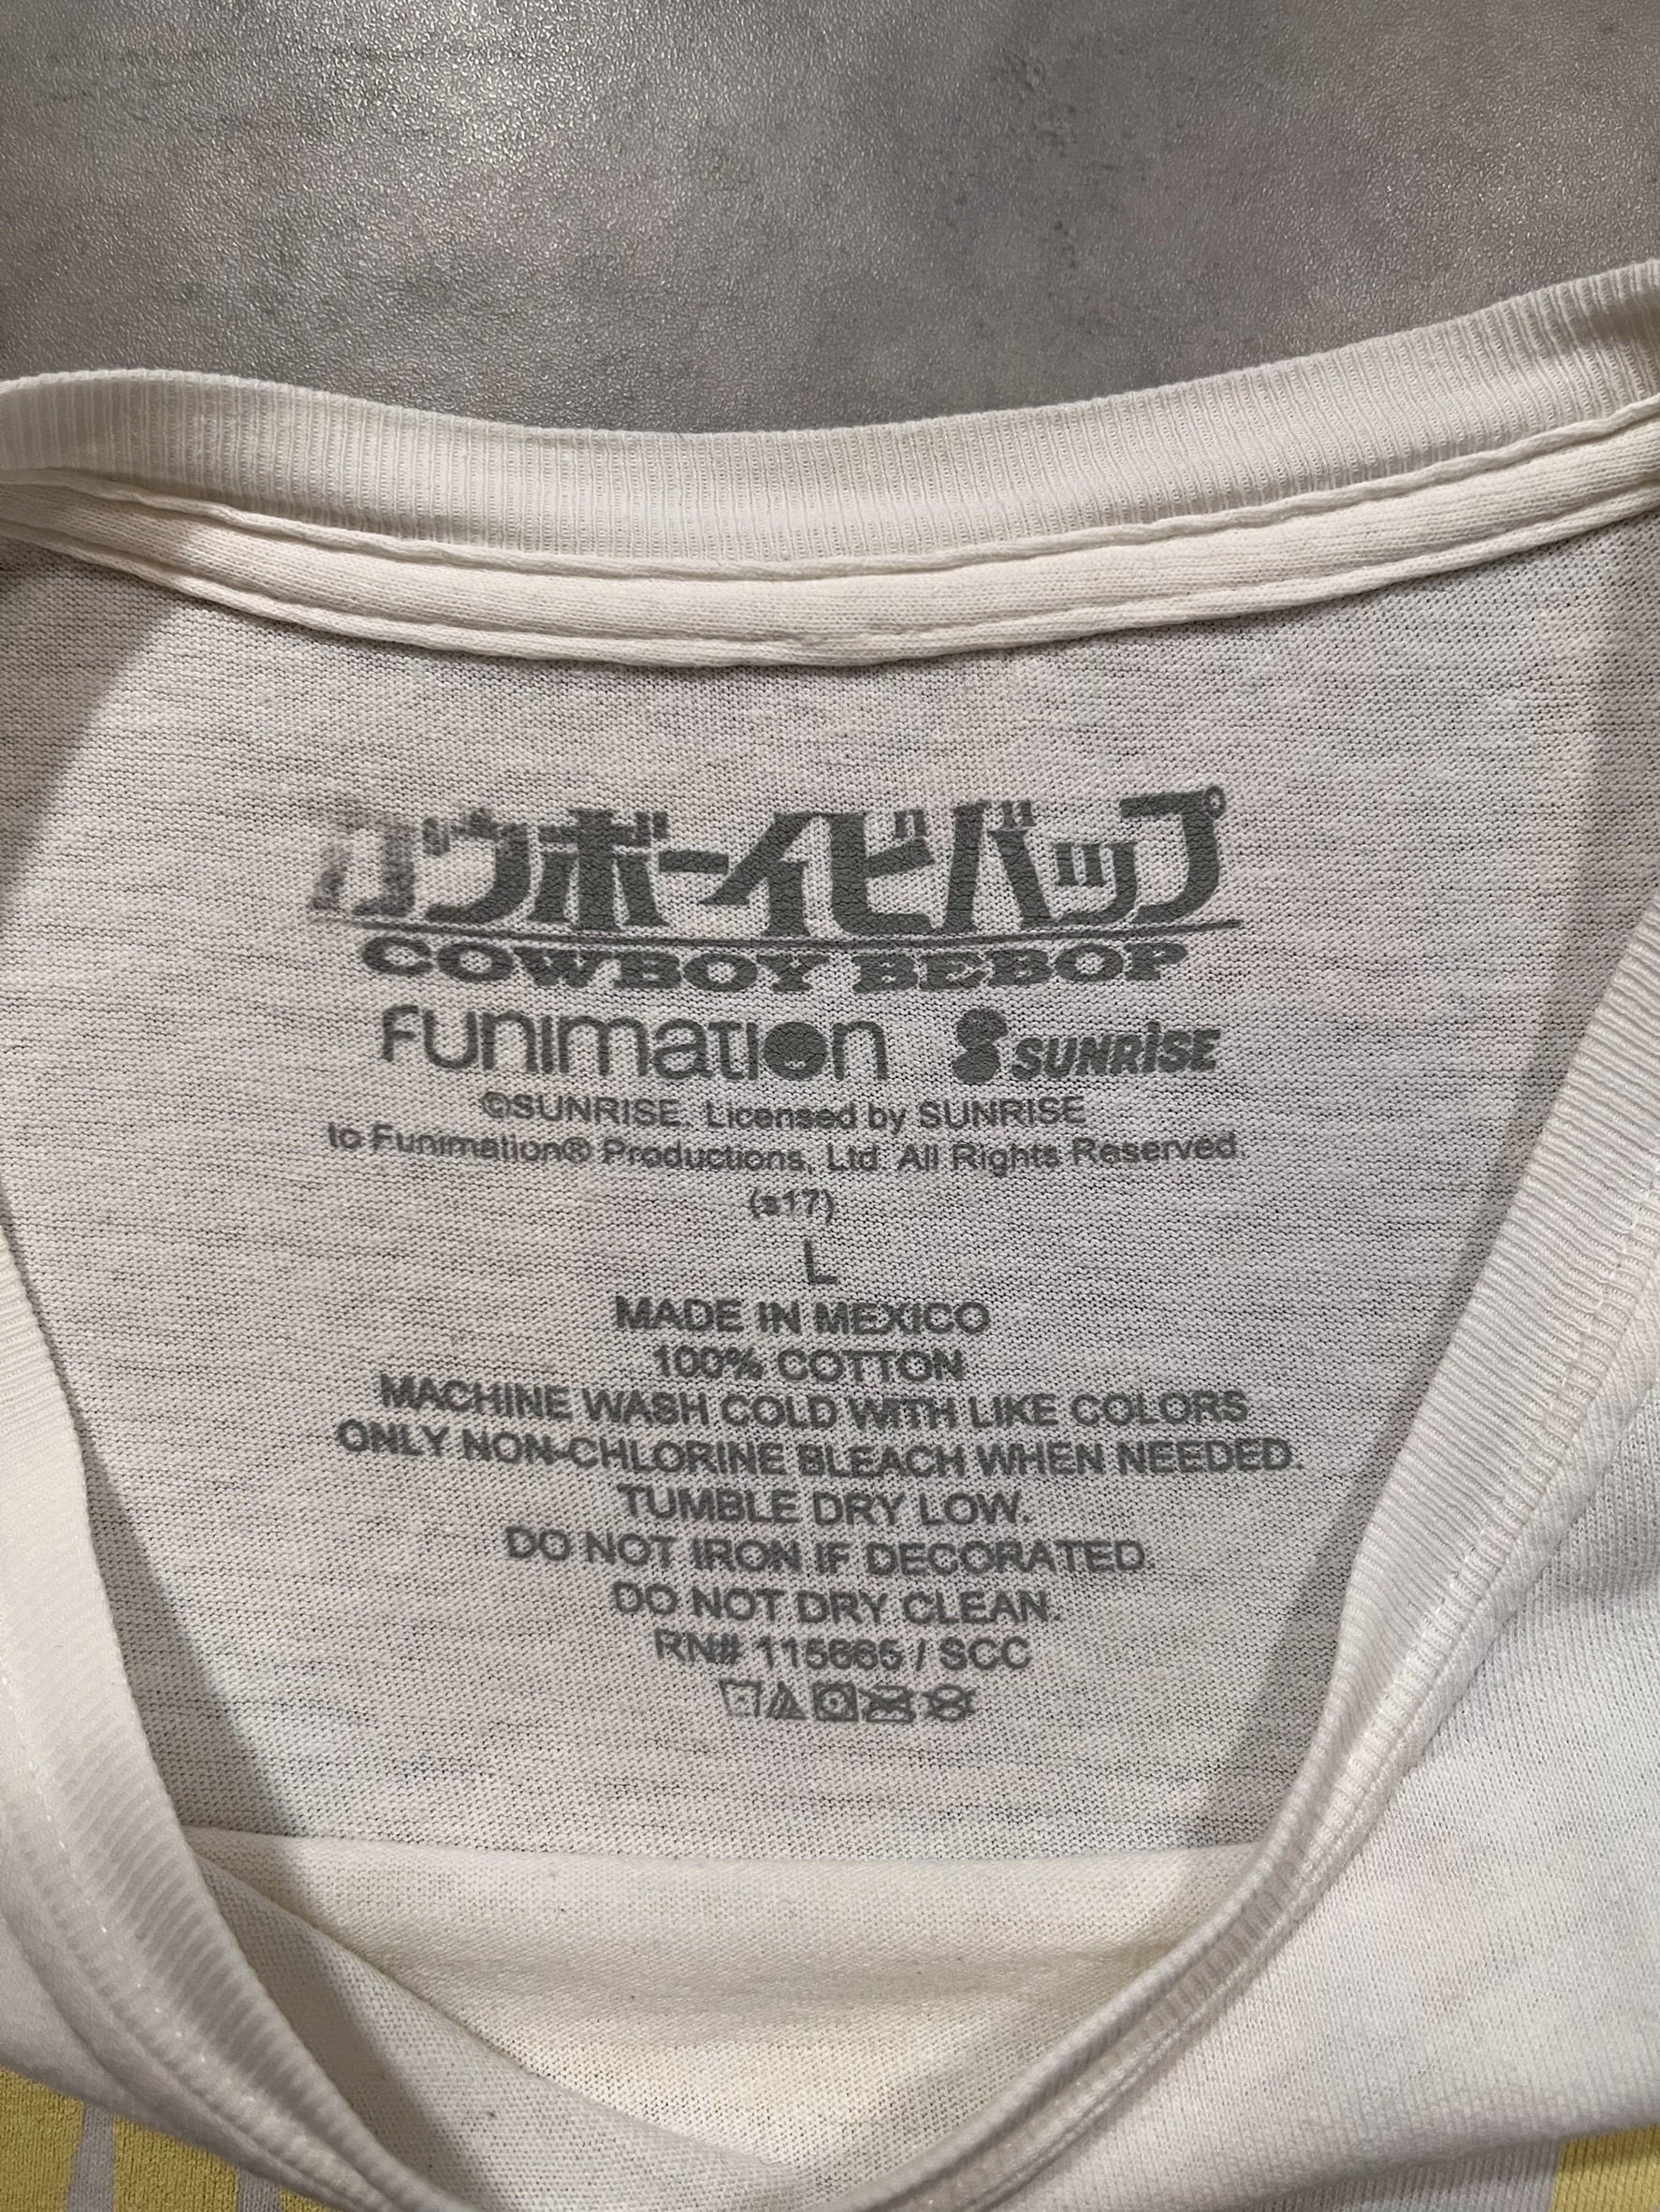 カウボーイビバップ
COWBOY BEBOP
FUNIMATION SUNRISE
©SUNRISE. Licensed by SUNRISE
to Funimation® Productions, Ltd. All Rights Reserved.
(s17)
L
MADE IN MEXICO
100% COTTON
MACHINE WASH COLD WITH LIKE COLORS
ONLY NON-CHLORINE BLEACH WHEN NEEDED.
TUMBLE DRY LOW.
DO NOT IRON IF DECORATED.
DO NOT DRY CLEAN.
RN# 115665 / SCC